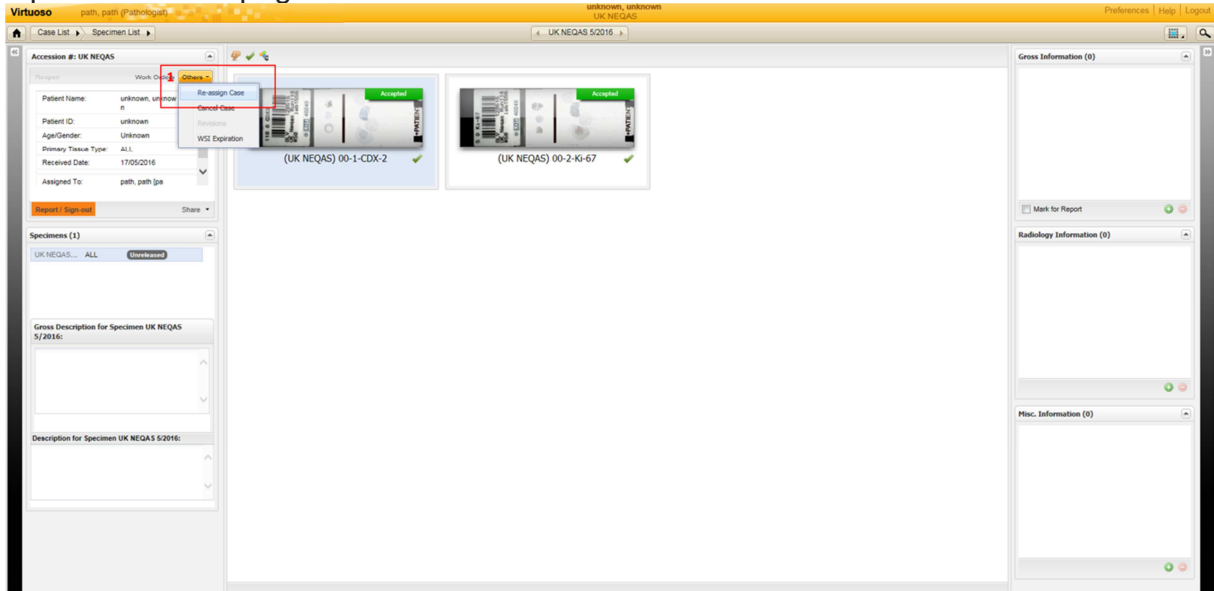 Virtuoso path, path (Pathologist) unknown, unknown Preferences | Help | Logout
UK NEQAS
Case List Specimen List UK NEQAS 5/2016
Accession #: UK NEQAS
Reopen Work Order 1 Others
Re-assign Case
Cancel Case
Revisions
WSI Expiration
Patient Name: unknown, unknow
n
Patient ID: unknown
Age/Gender: Unknown
Primary Tissue Type: ALL
Received Date: 17/05/2016
Assigned To: path, path [pa
Report / Sign-out Share
Specimens (1)
UK NEQAS... ALL Unreleased
Gross Description for Specimen UK NEQAS
5/2016:
Description for Specimen UK NEQAS 5/2016:
Accepted
(UK NEQAS) 00-1-CDX-2
Accepted
(UK NEQAS) 00-2-Ki-67
Gross Information (0)
Mark for Report
Radiology Information (0)
Misc. Information (0)